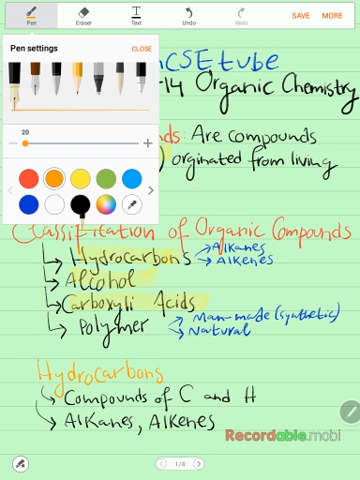 Pen Eraser Text Undo Redo SAVE MORE
Pen settings CLOSE
CSEtube
14 Organic Chemistry
20
nds: Are compounds
orginated from living
Classification of Organic Compounds
Hydrocarbons → Alkanes
→ Alkenes
Alcohol
Carboxyli Acids
Polymer → Man-made (synthetic)
→ Natural
Hydrocarbons
Compounds of C and H
Alkanes, Alkenes
Recordable.mobi
1/4